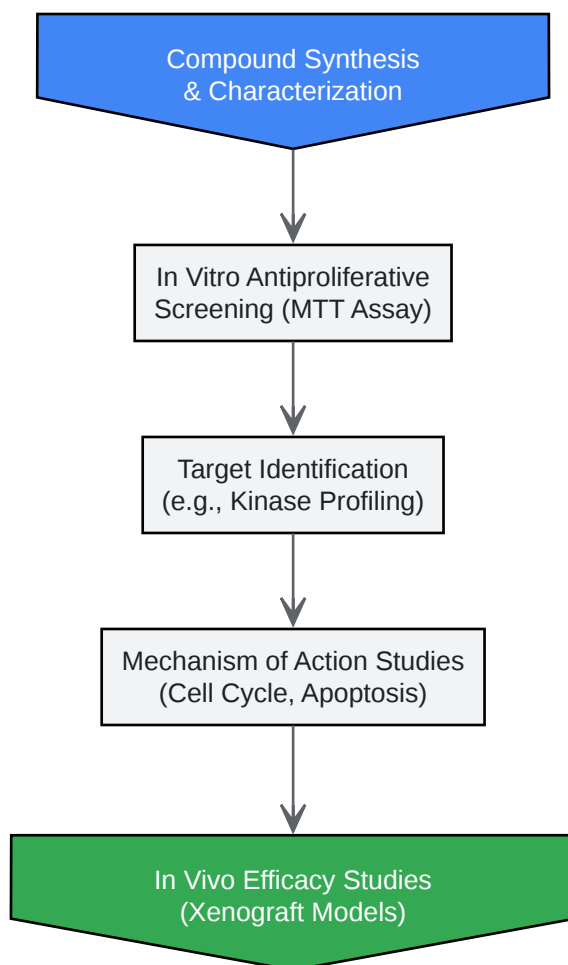 Compound Synthesis
& Characterization
In Vitro Antiproliferative
Screening (MTT Assay)
Target Identification
(e.g., Kinase Profiling)
Mechanism of Action Studies
(Cell Cycle, Apoptosis)
In Vivo Efficacy Studies
(Xenograft Models)